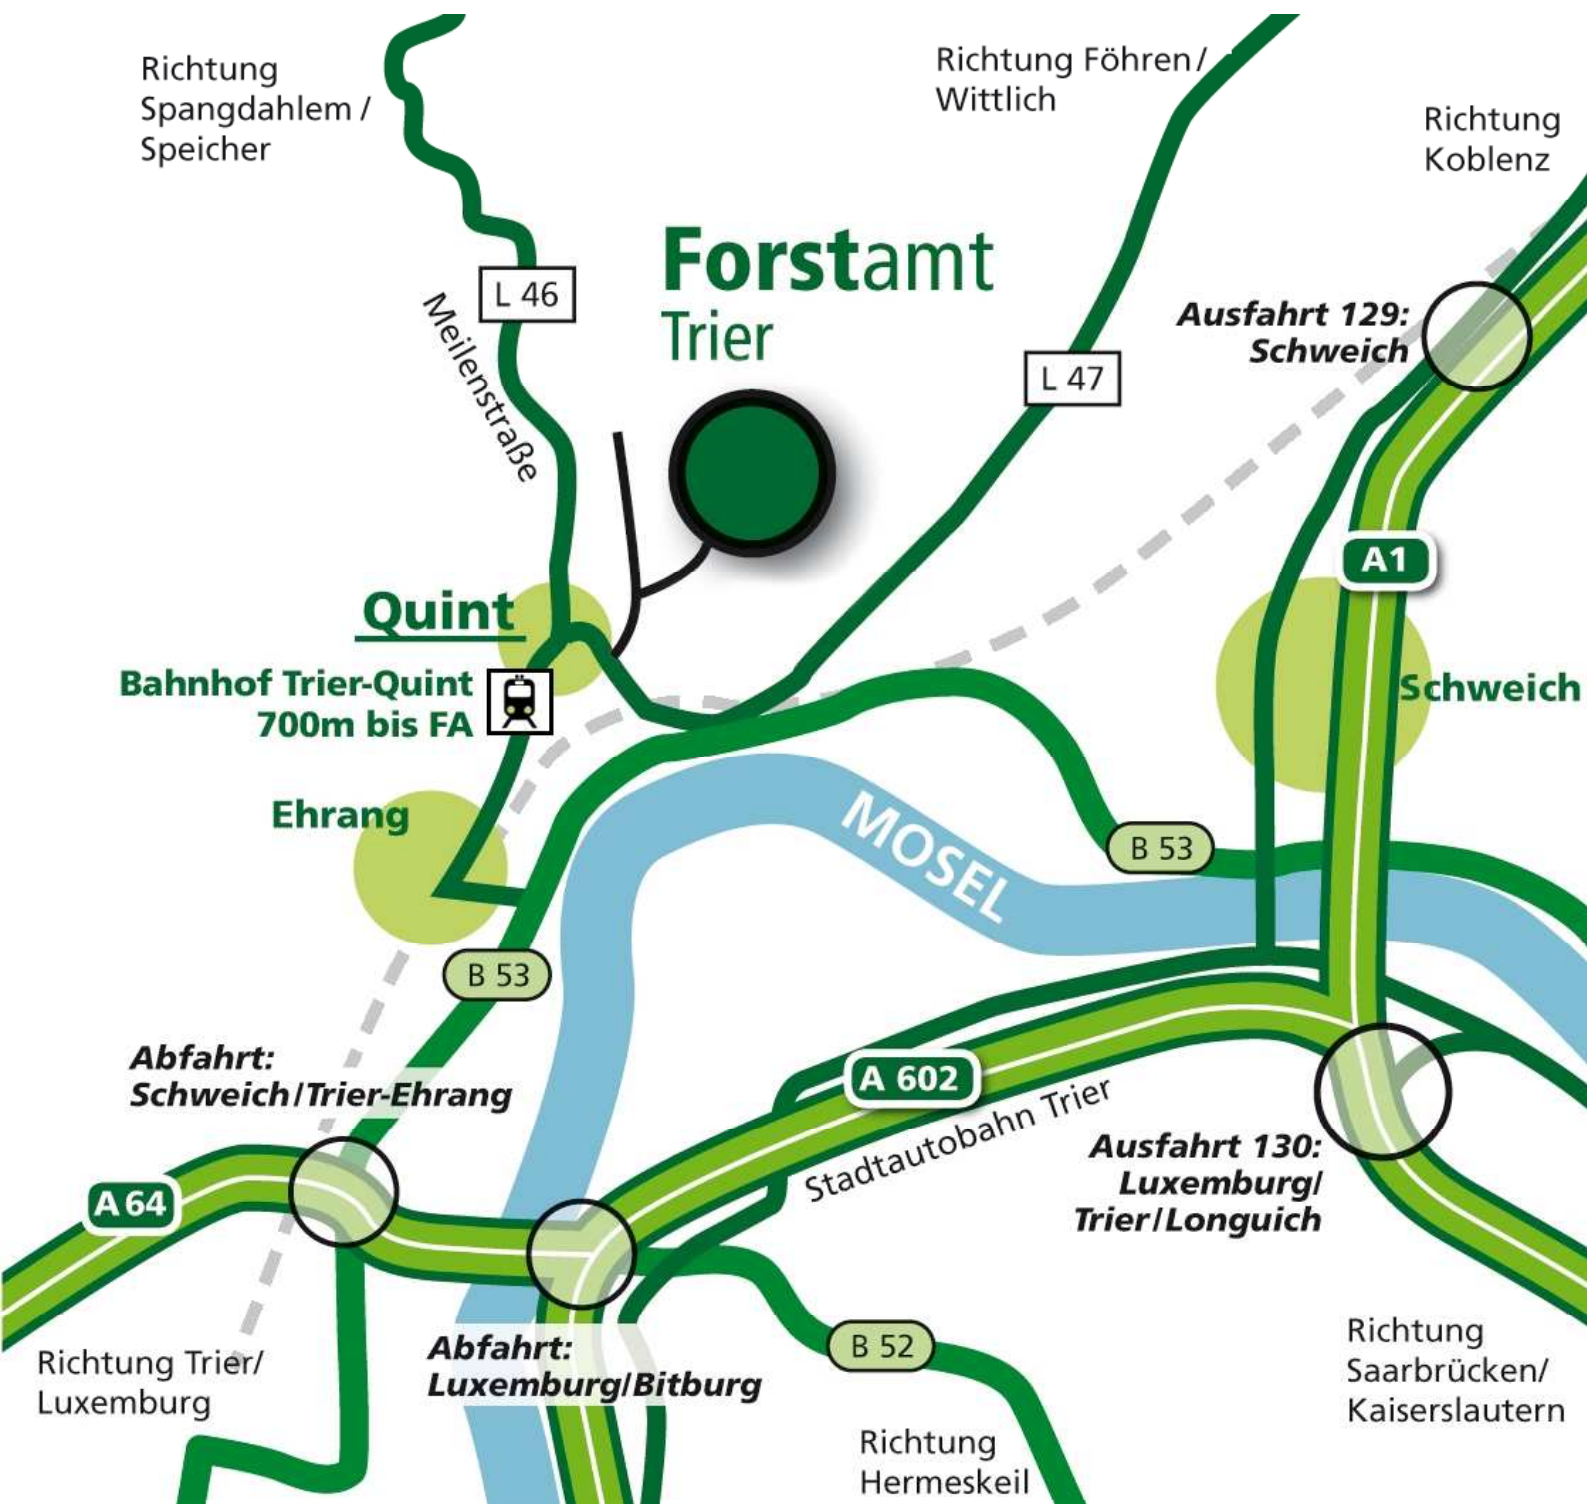 Richtung
Spangdahlem /
Speicher
Richtung Föhren/
Wittlich
Richtung
Koblenz
L 46
Meilenstraße
Forstamt
Trier
Ausfahrt 129:
Schweich
L 47
A1
Quint
Bahnhof Trier-Quint
700m bis FA
Schweich
Ehrang
MOSEL
B 53
B 53
Abfahrt:
Schweich/Trier-Ehrang
A 602
Stadtautobahn Trier
Ausfahrt 130:
Luxemburg/
Trier/Longuich
A 64
Richtung Trier/
Luxemburg
Abfahrt:
Luxemburg/Bitburg
B 52
Richtung
Saarbrücken/
Kaiserslautern
Richtung
Hermeskeil